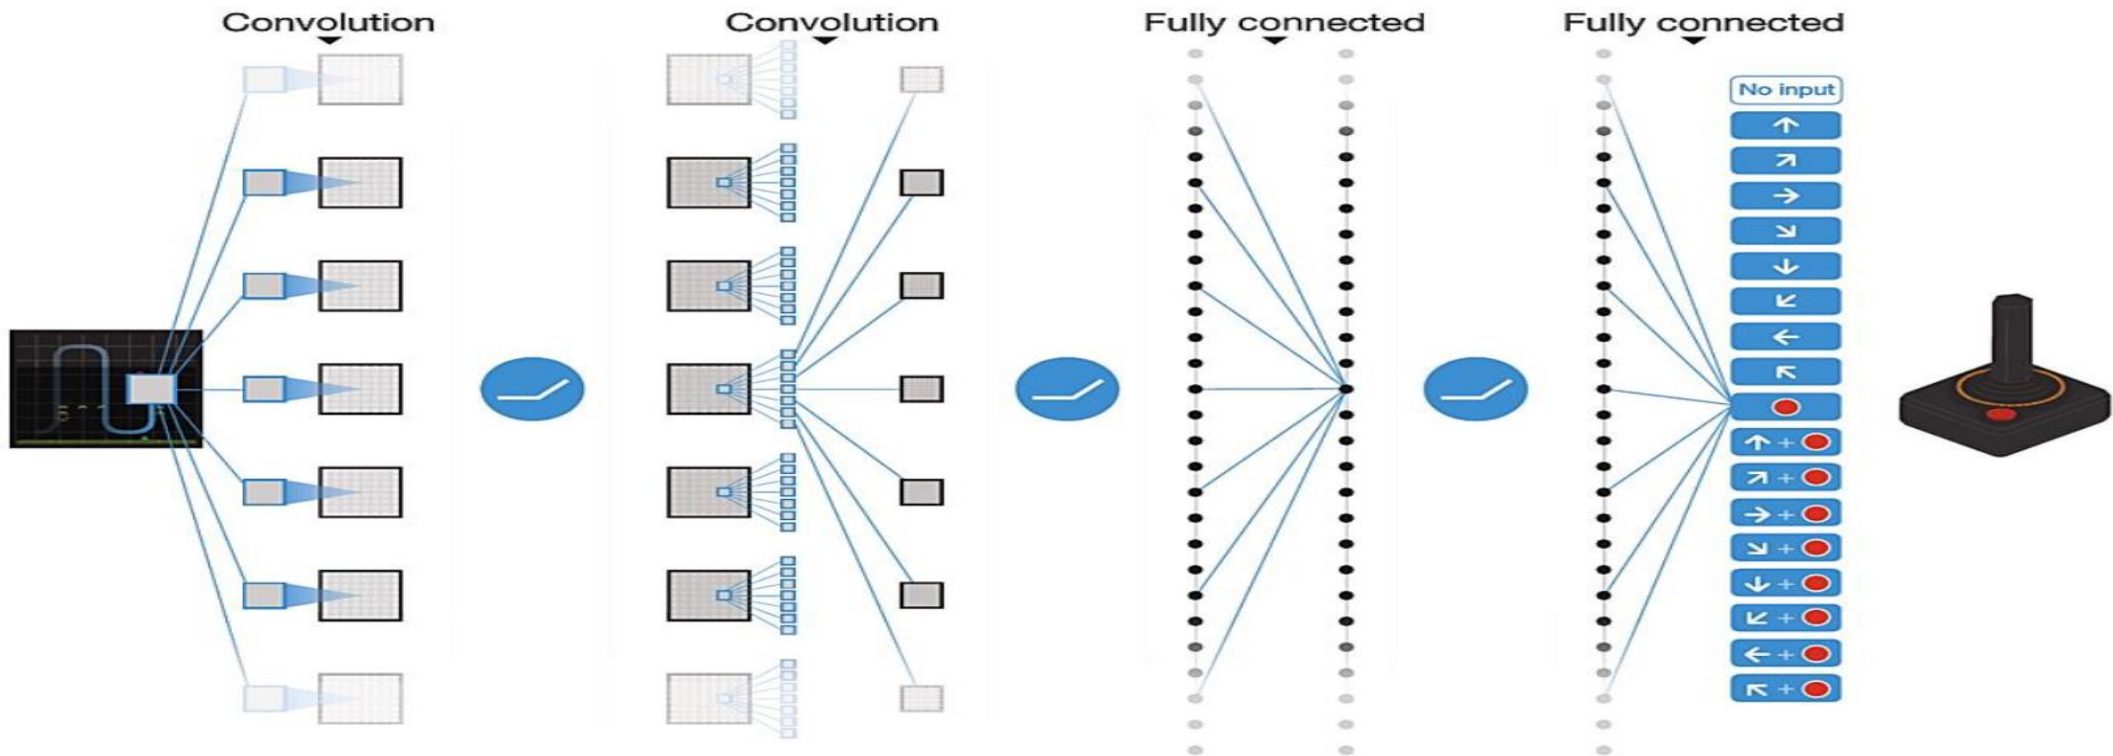 Convolution
Convolution
Fully connected
Fully connected
No input